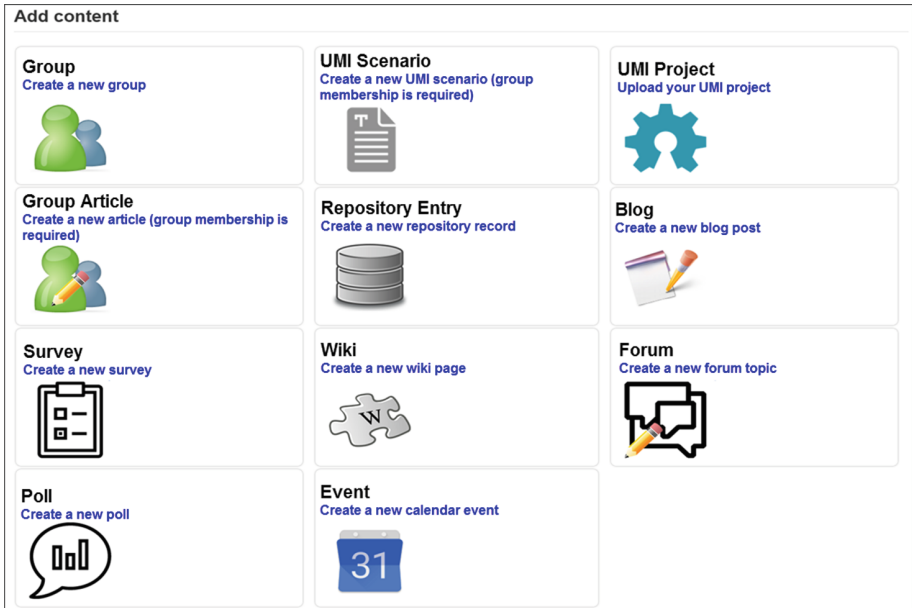 Add content
Group
Create a new group
UMI Scenario
Create a new UMI scenario (group
membership is required)
T
UMI Project
Upload your UMI project
Group Article
Create a new article (group membership is
required)
Repository Entry
Create a new repository record
Blog
Create a new blog post
Survey
Create a new survey
Wiki
Create a new wiki page
W
Forum
Create a new forum topic
Poll
Create a new poll
Event
Create a new calendar event
31